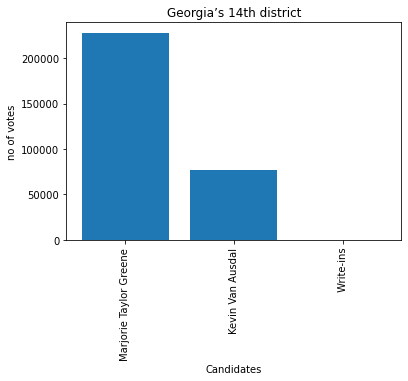 Georgia’s 14th district
no of votes
200000
150000
100000
50000
0
Marjorie Taylor Greene
Kevin Van Ausdal
Write-ins
Candidates